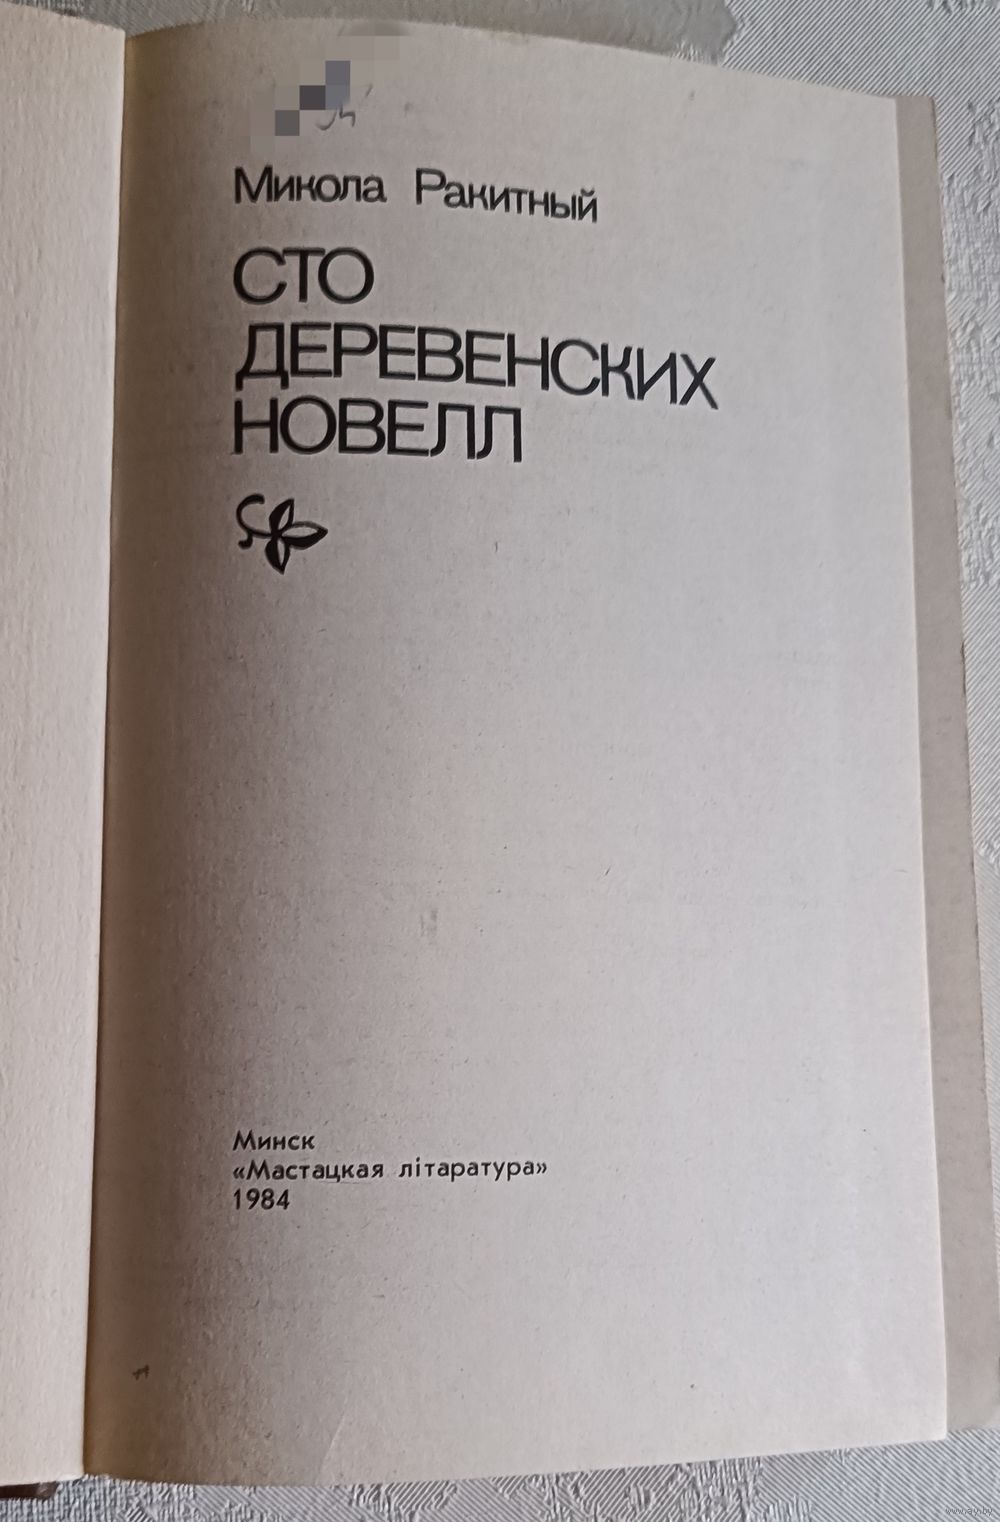 Микола Ракитный
СТО
ДЕРЕВЕНСКИХ
НОВЕЛЛ
Минск
«Мастацкая літаратура»
1984